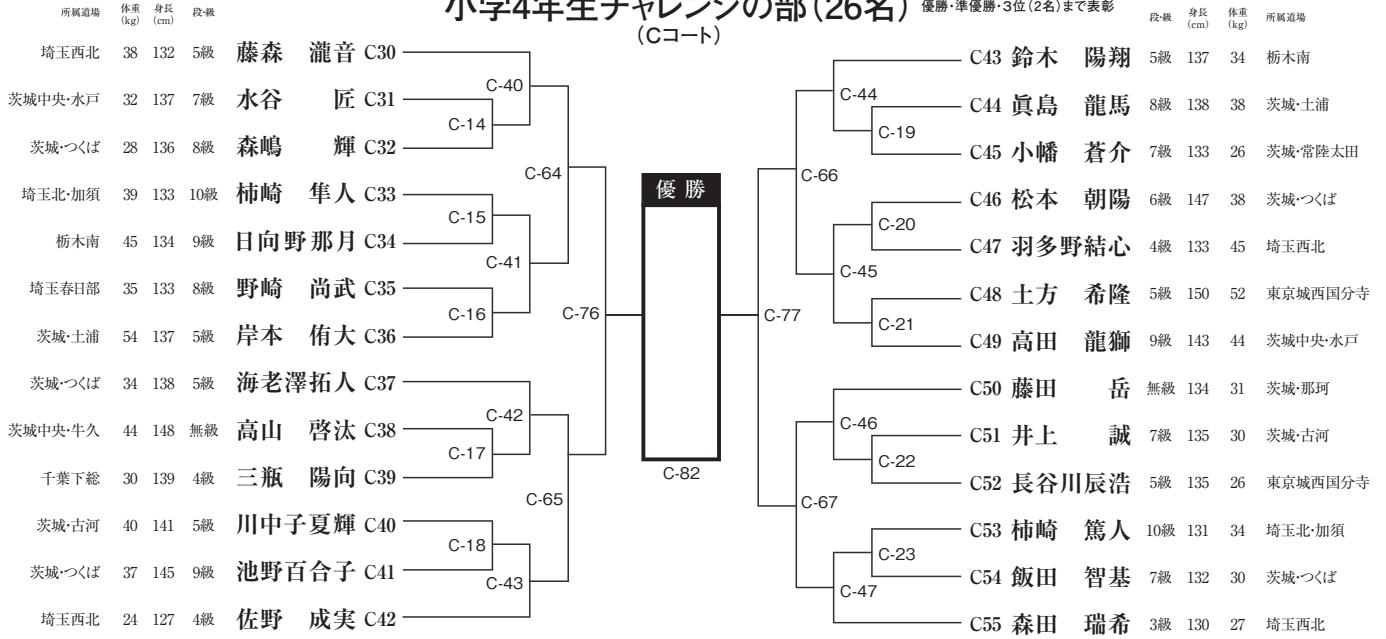 小学4年生チャレンジの部(26名) 優勝・準優勝・3位(2名)まで表彰
(Cコート)
所属道場 体重(kg) 身長(cm) 段・級
埼玉西北 38 132 5級 藤森 瀧音 C30
茨城中央・水戸 32 137 7級 水谷 匠 C31
茨城・つくば 28 136 8級 森嶋 輝 C32
埼玉北・加須 39 133 10級 柿崎 隼人 C33
栃木南 45 134 9級 日向野那月 C34
埼玉春日部 35 133 8級 野崎 尚武 C35
茨城・土浦 54 137 5級 岸本 侑大 C36
茨城・つくば 34 138 5級 海老澤拓人 C37
茨城中央・牛久 44 148 無級 高山 啓汰 C38
千葉下総 30 139 4級 三瓶 陽向 C39
茨城・古河 40 141 5級 川中子夏輝 C40
茨城・つくば 37 145 9級 池野百合子 C41
埼玉西北 24 127 4級 佐野 成実 C42
C-40
C-14
C-64
C-15
C-41
C-16
C-76
C-42
C-17
C-65
C-18
C-43
優勝
C-82
段・級 身長(cm) 体重(kg) 所属道場
C43 鈴木 陽翔 5級 137 34 栃木南
C44 眞島 龍馬 8級 138 38 茨城・土浦
C45 小幡 蒼介 7級 133 26 茨城・常陸太田
C46 松本 朝陽 6級 147 38 茨城・つくば
C47 羽多野結心 4級 133 45 埼玉西北
C48 土方 希隆 5級 150 52 東京城西国分寺
C49 高田 龍獅 9級 143 44 茨城中央・水戸
C50 藤田 岳 無級 134 31 茨城・那珂
C51 井上 誠 7級 135 30 茨城・古河
C52 長谷川辰浩 5級 135 26 東京城西国分寺
C53 柿崎 篤人 10級 131 34 埼玉北・加須
C54 飯田 智基 7級 132 30 茨城・つくば
C55 森田 瑞希 3級 130 27 埼玉西北
C-44
C-19
C-66
C-20
C-45
C-21
C-77
C-46
C-22
C-67
C-23
C-47